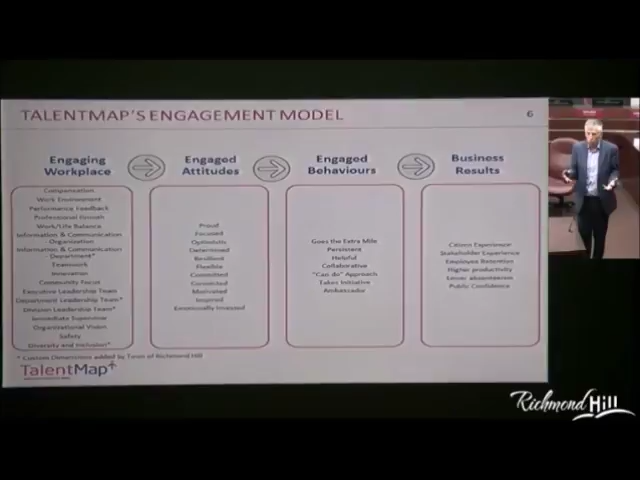 TALENTMAP'S ENGAGEMENT MODEL
6
Engaging
Workplace
Engaged
Attitudes
Engaged
Behaviours
Business
Results
Compensation
Work Environment
Performance Feedback
Professional Growth
Work/Life Balance
Information & Communication
Organization
Information & Communication
Department*
Teamwork
Innovation
Community Focus
Executive Leadership Team
Department Leadership Team*
Division Leadership Team*
Immediate Supervisor
Organizational Vision
Safety
Diversity and Inclusion*
Proud
Focused
Optimistic
Determined
Resilient
Flexible
Committed
Motivated
Inspired
Emotionally Invested
Goes the Extra Mile
Persistent
Helpful
Collaborative
"Can do" Approach
Takes Initiative
Ambassador
Citizen Experience
Stakeholder Experience
Employee Retention
Higher productivity
Lower absenteeism
Public Confidence
* Custom Dimensions added by Town of Richmond Hill
TalentMap
Richmond Hill